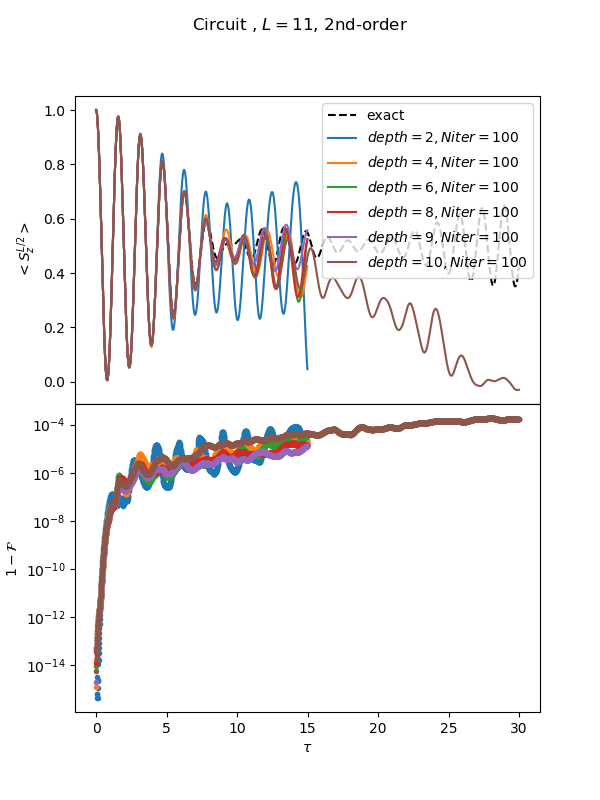 Circuit , $L = 11$, 2nd-order
1.0
0.8
0.6
0.4
0.2
0.0
$< S_z^{L/2} >$
exact
$depth = 2, Niter = 100$
$depth = 4, Niter = 100$
$depth = 6, Niter = 100$
$depth = 8, Niter = 100$
$depth = 9, Niter = 100$
$depth = 10, Niter = 100$
$10^{-4}$
$10^{-6}$
$10^{-8}$
$10^{-10}$
$10^{-12}$
$10^{-14}$
$1 - \mathcal{F}$
0 5 10 15 20 25 30
$\tau$